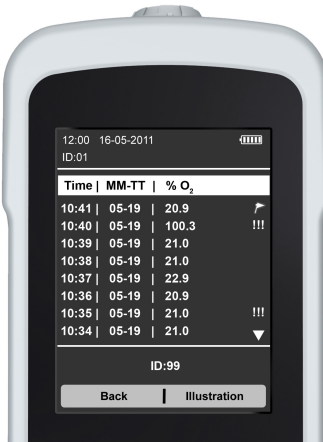 12:00 16-05-2011
ID:01
Time | MM-TT | % O₂
10:41 | 05-19 | 20.9
10:40 | 05-19 | 100.3 !!!
10:39 | 05-19 | 21.0
10:38 | 05-19 | 21.0
10:37 | 05-19 | 22.9
10:36 | 05-19 | 20.9
10:35 | 05-19 | 21.0 !!!
10:34 | 05-19 | 21.0
ID:99
Back | Illustration